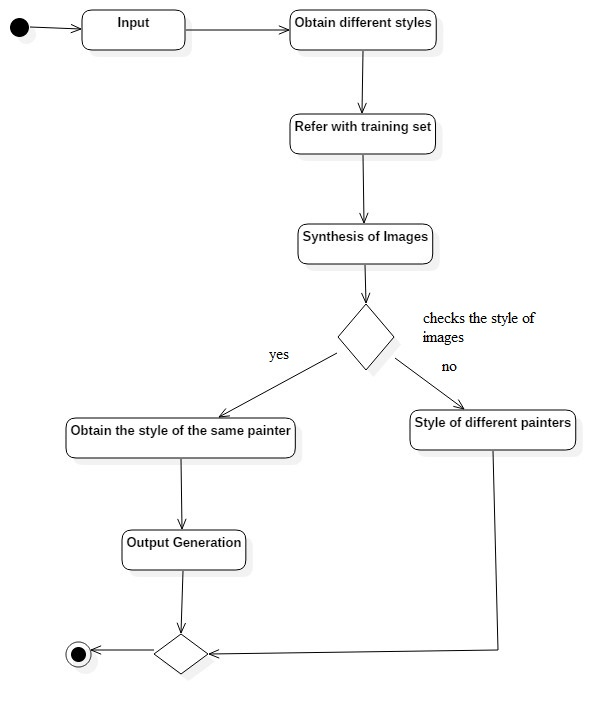 Input
Obtain different styles
Refer with training set
Synthesis of Images
checks the style of
images
yes
no
Obtain the style of the same painter
Style of different painters
Output Generation